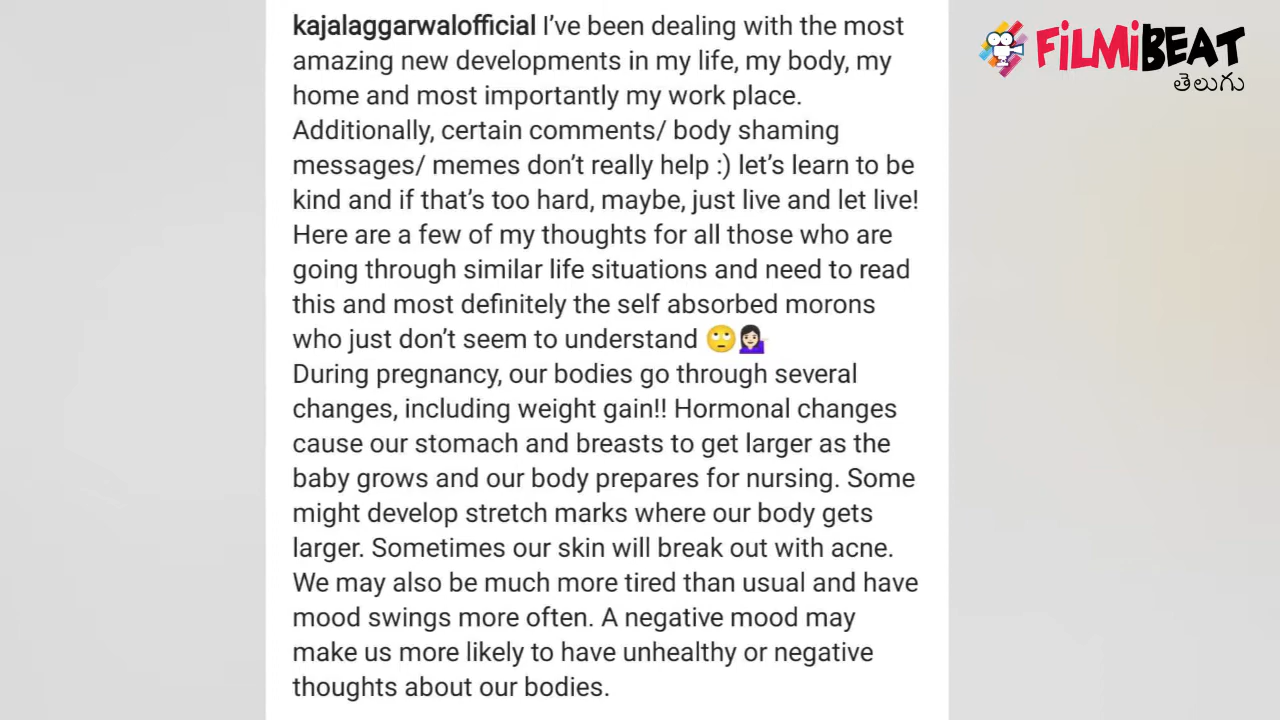 kajalaggarwalofficial I’ve been dealing with the most
amazing new developments in my life, my body, my
home and most importantly my work place.
Additionally, certain comments/ body shaming
messages/ memes don’t really help :) let’s learn to be
kind and if that’s too hard, maybe, just live and let live!
Here are a few of my thoughts for all those who are
going through similar life situations and need to read
this and most definitely the self absorbed morons
who just don’t seem to understand 🙄💁🏻‍♀️
During pregnancy, our bodies go through several
changes, including weight gain!! Hormonal changes
cause our stomach and breasts to get larger as the
baby grows and our body prepares for nursing. Some
might develop stretch marks where our body gets
larger. Sometimes our skin will break out with acne.
We may also be much more tired than usual and have
mood swings more often. A negative mood may
make us more likely to have unhealthy or negative
thoughts about our bodies.
FILMIBEAT
తెలుగు